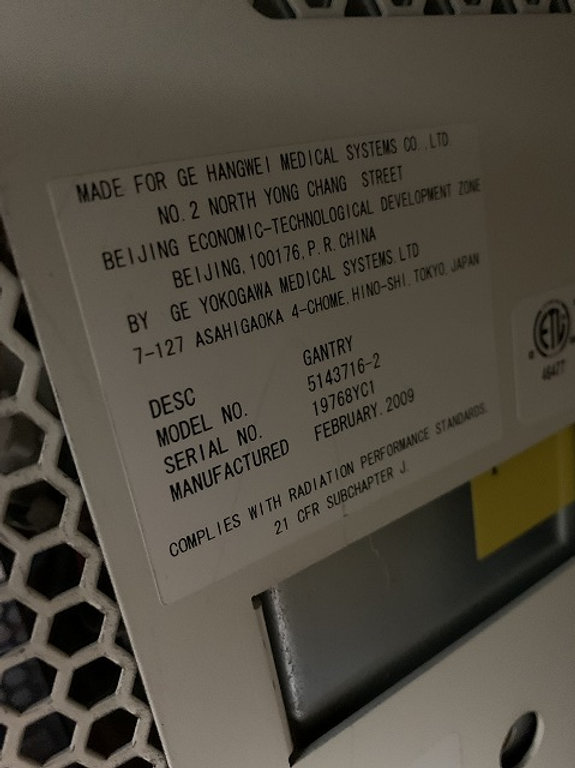 MADE FOR GE HANGWEI MEDICAL SYSTEMS CO.,LTD.
NO.2 NORTH YONG CHANG STREET
BEIJING ECONOMIC-TECHNOLOGICAL DEVELOPMENT ZONE
BEIJING,100176,P.R.CHINA
BY GE YOKOGAWA MEDICAL SYSTEMS,LTD
7-127 ASAHIGAOKA 4-CHOME,HINO-SHI,TOKYO,JAPAN
DESC GANTRY
MODEL NO. 5143716-2
SERIAL NO. 19768YC1
MANUFACTURED FEBRUARY.2009
COMPLIES WITH RADIATION PERFORMANCE STANDARDS.
21 CFR SUBCHAPTER J.
ETL